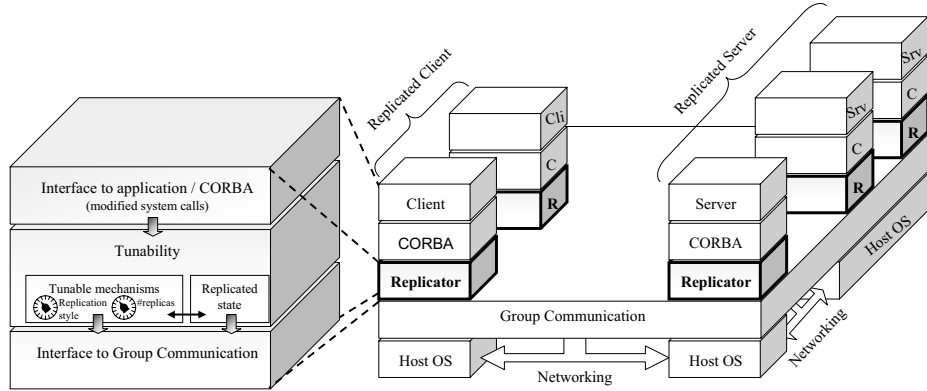 Replicated Client
Replicated Server
Interface to application / CORBA
(modified system calls)
Tunability
Tunable mechanisms
Replication
style
#replicas
Replicated
state
Interface to Group Communication
Cli
C
R
Client
CORBA
Replicator
Srv
C
R
Srv
C
R
Server
CORBA
Replicator
Group Communication
Host OS
Host OS
Host OS
Networking
Networking